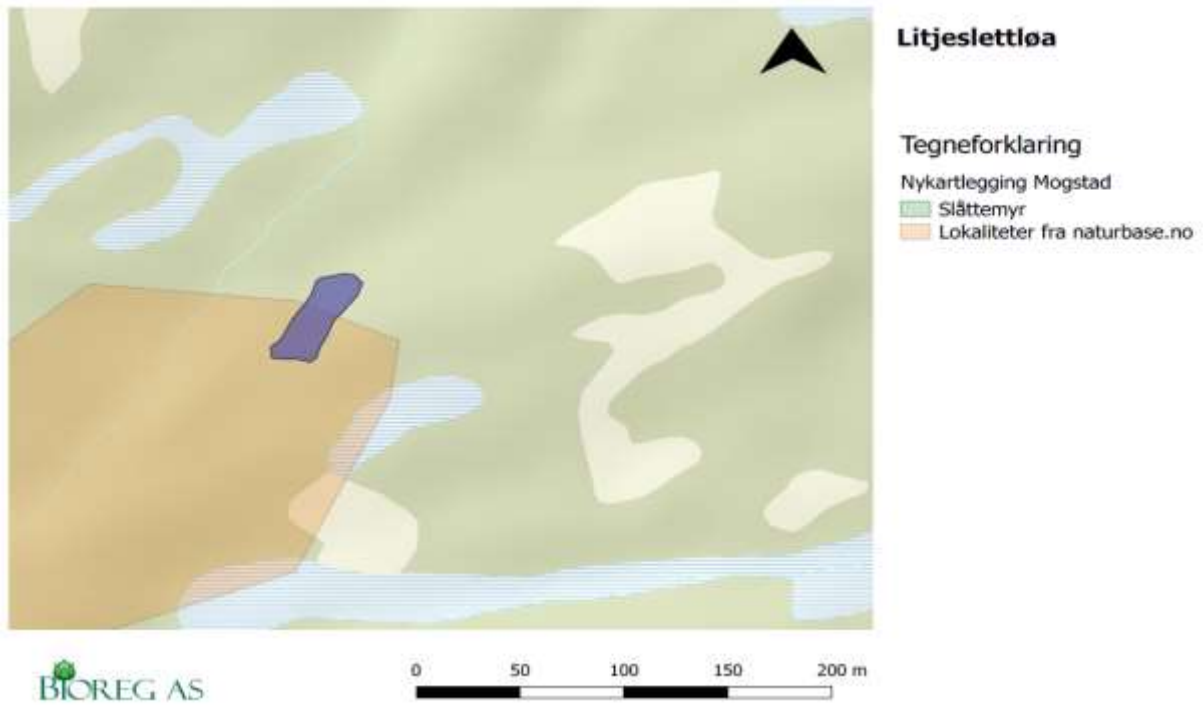 Litjeslettløa
Tegneforklaring
Nykartlegging Mogstad
Slåttemyr
Lokaliteter fra naturbase.no
BIOREG AS
0 50 100 150 200 m